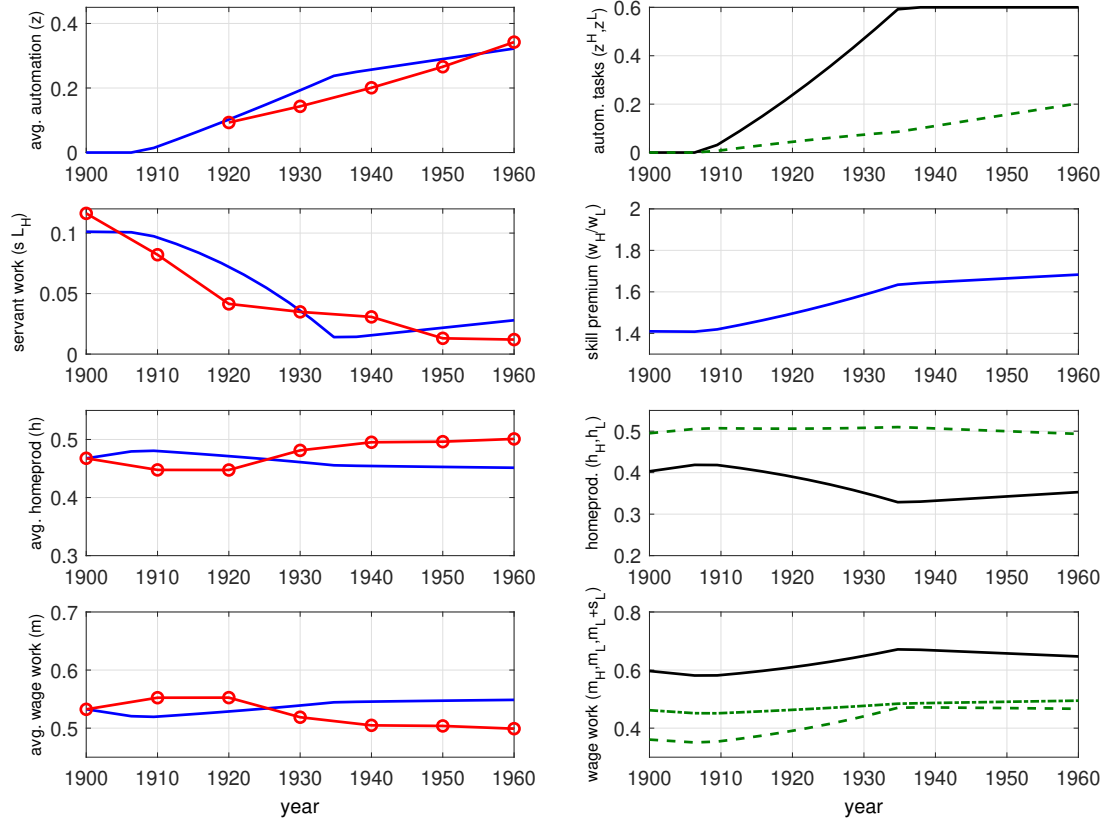 avg. automation (z)
0.4
0.2
0
1900 1910 1920 1930 1940 1950 1960
autom. tasks (z^H,z^L)
0.6
0.4
0.2
0
1900 1910 1920 1930 1940 1950 1960
servant work (s L_H)
0.1
0.05
0
1900 1910 1920 1930 1940 1950 1960
skill premium (w_H/w_L)
2
1.8
1.6
1.4
1900 1910 1920 1930 1940 1950 1960
avg. homeprod (h)
0.5
0.4
0.3
1900 1910 1920 1930 1940 1950 1960
homeprod. (h_H,h_L)
0.5
0.4
0.3
0.2
1900 1910 1920 1930 1940 1950 1960
avg. wage work (m)
0.7
0.6
0.5
1900 1910 1920 1930 1940 1950 1960
year
wage work (m_H,m_L,m_L+s_L)
0.8
0.6
0.4
1900 1910 1920 1930 1940 1950 1960
year